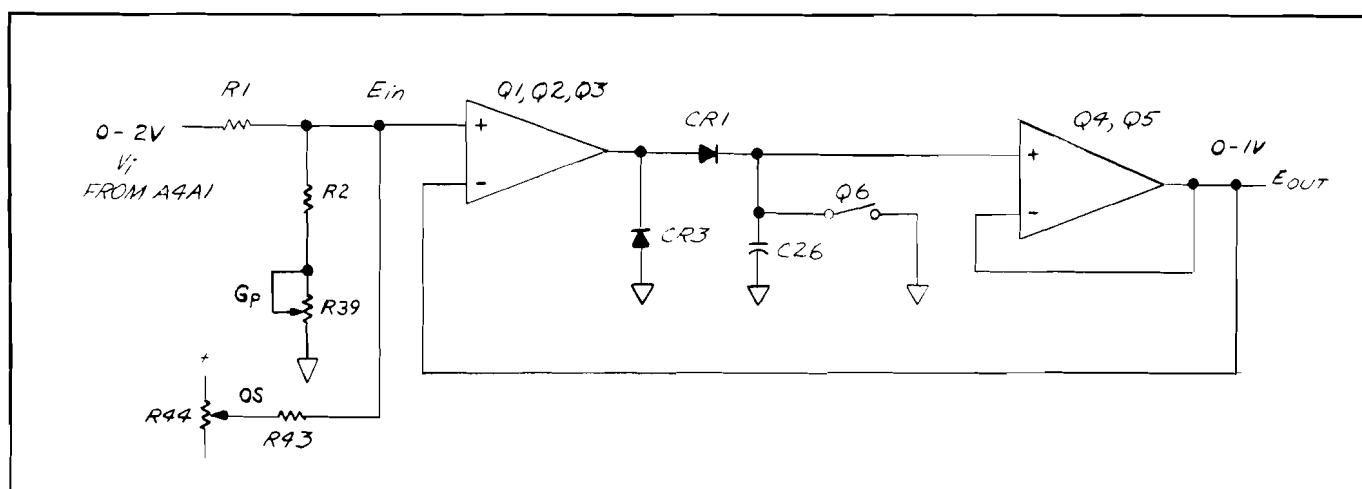 R1
Ein
Q1, Q2, Q3
CR1
Q4, Q5
0-2V
Vi
FROM A4A1
+
-
R2
CR3
C26
Q6
+
-
0-1V
EOUT
GP
R39
+
R44
OS
R43